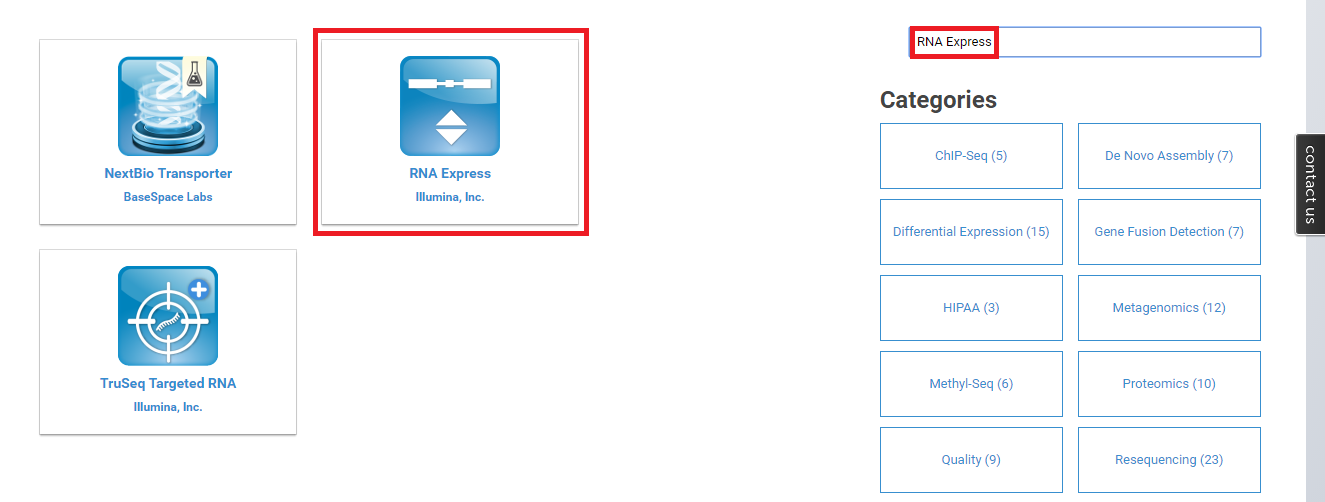 NextBio Transporter
BaseSpace Labs
RNA Express
Illumina, Inc.
TruSeq Targeted RNA
Illumina, Inc.
RNA Express
Categories
ChIP-Seq (5)
De Novo Assembly (7)
Differential Expression (15)
Gene Fusion Detection (7)
HIPAA (3)
Metagenomics (12)
Methyl-Seq (6)
Proteomics (10)
Quality (9)
Resequencing (23)
contact us